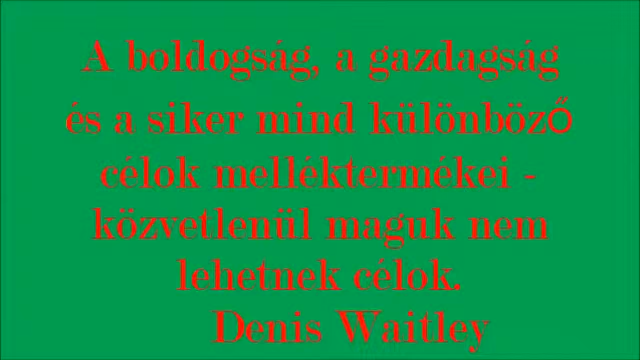 A boldogság, a gazdagság
és a siker mind különböző
célok melléktermékei -
közvetlenül maguk nem
lehetnek célok.
Denis Waitley